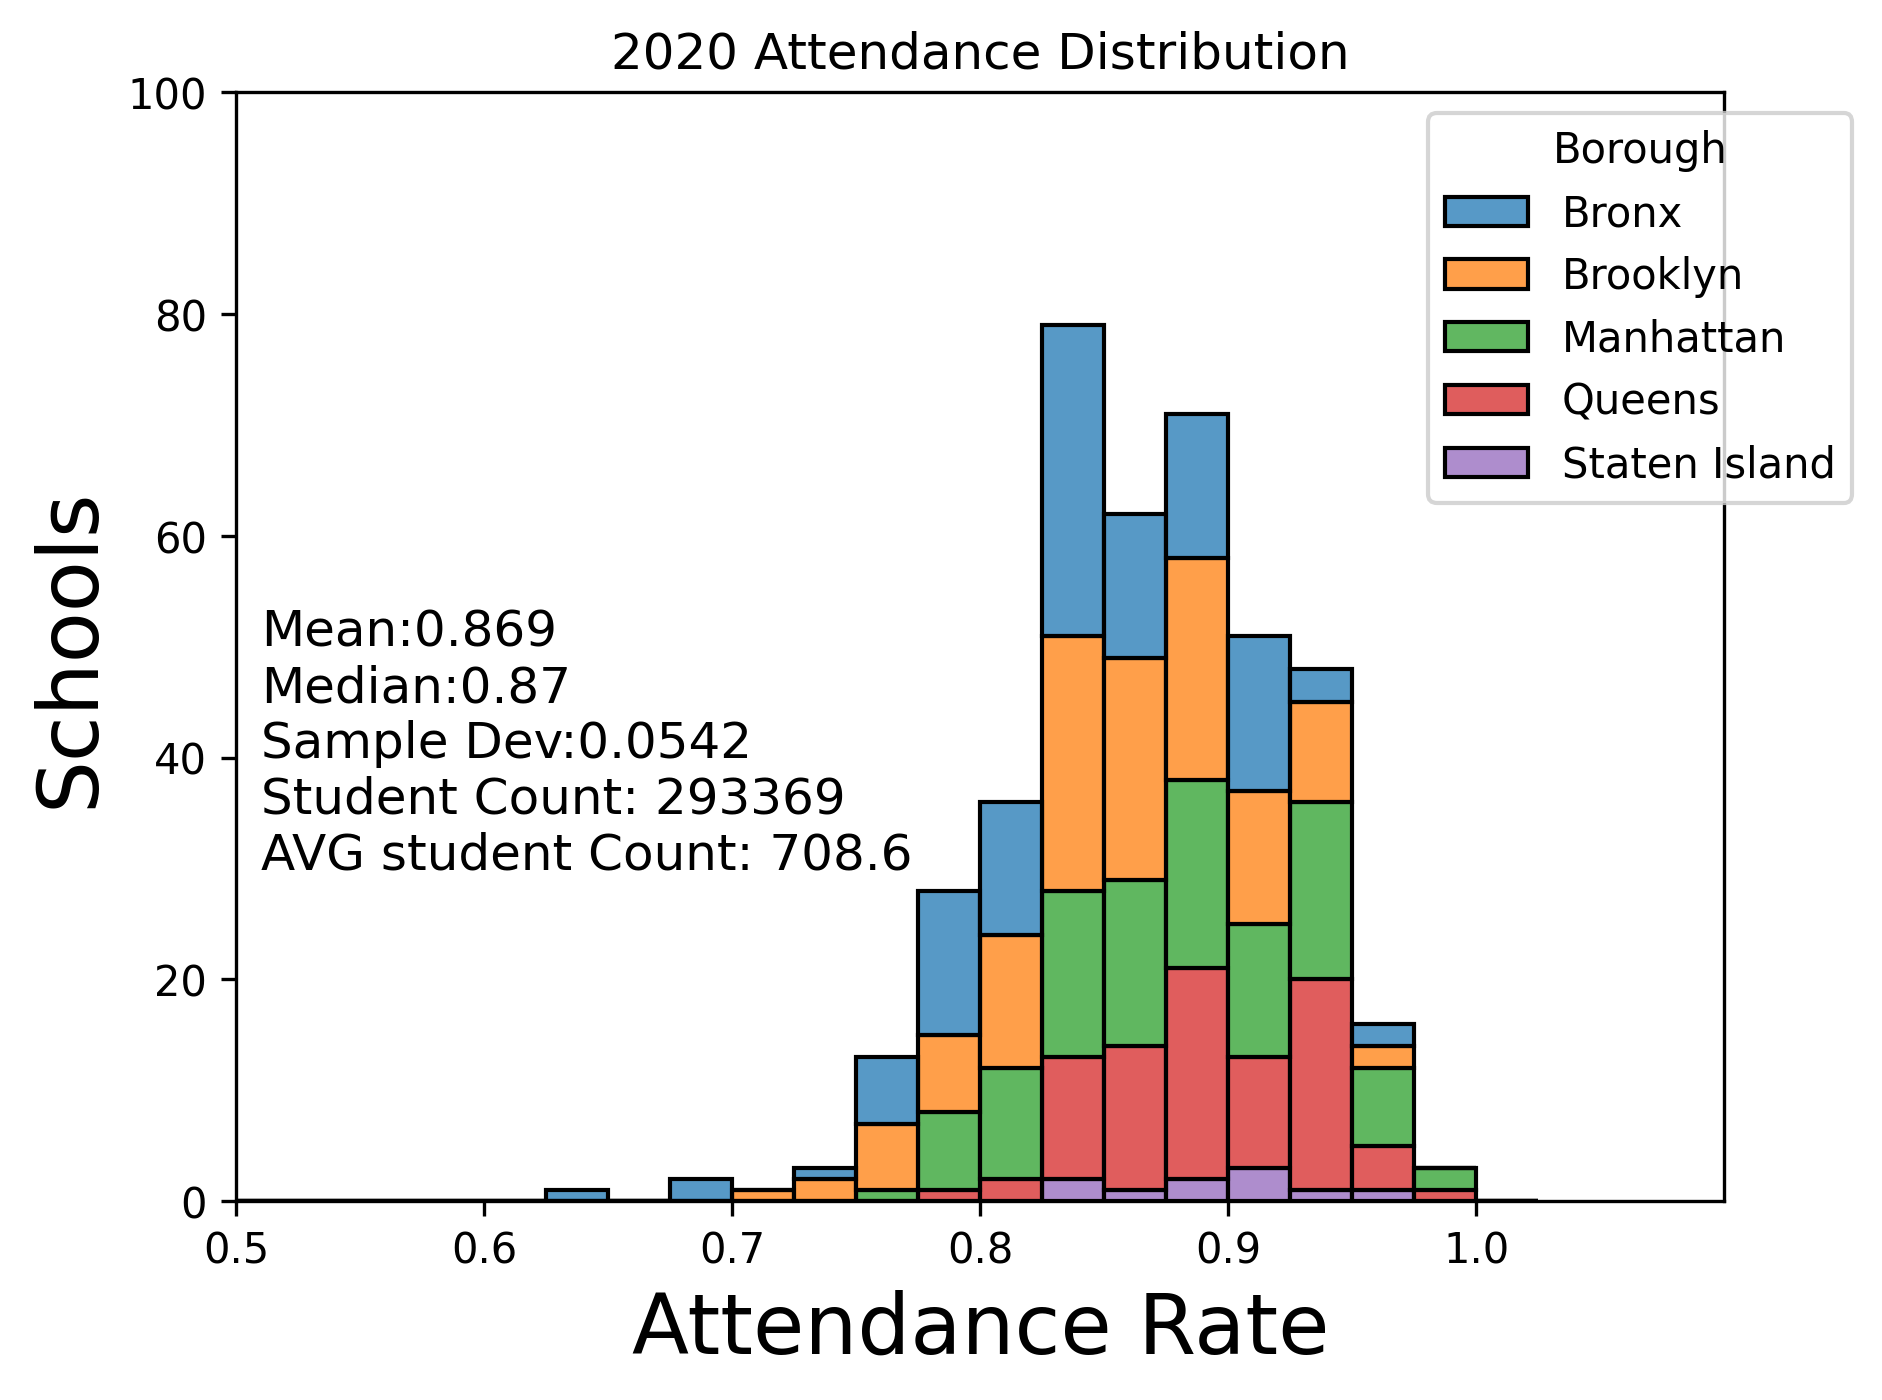 2020 Attendance Distribution
100
80
60
40
20
0
Schools
Mean:0.869
Median:0.87
Sample Dev:0.0542
Student Count: 293369
AVG student Count: 708.6
Borough
Bronx
Brooklyn
Manhattan
Queens
Staten Island
0.5 0.6 0.7 0.8 0.9 1.0
Attendance Rate